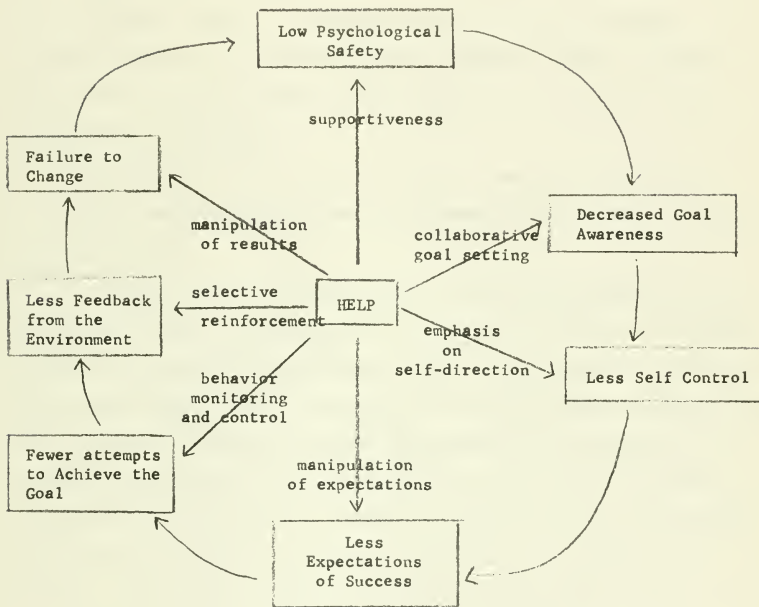 Low Psychological
Safety
supportiveness
Failure to
Change
manipulation
of results
collaborative
goal setting
Decreased Goal
Awareness
Less Feedback
from the
Environment
selective
reinforcement
HELP
emphasis
on
self-direction
Less Self Control
behavior
monitoring
and control
Fewer attempts
to Achieve the
Goal
manipulation
of expectations
Less
Expectations
of Success